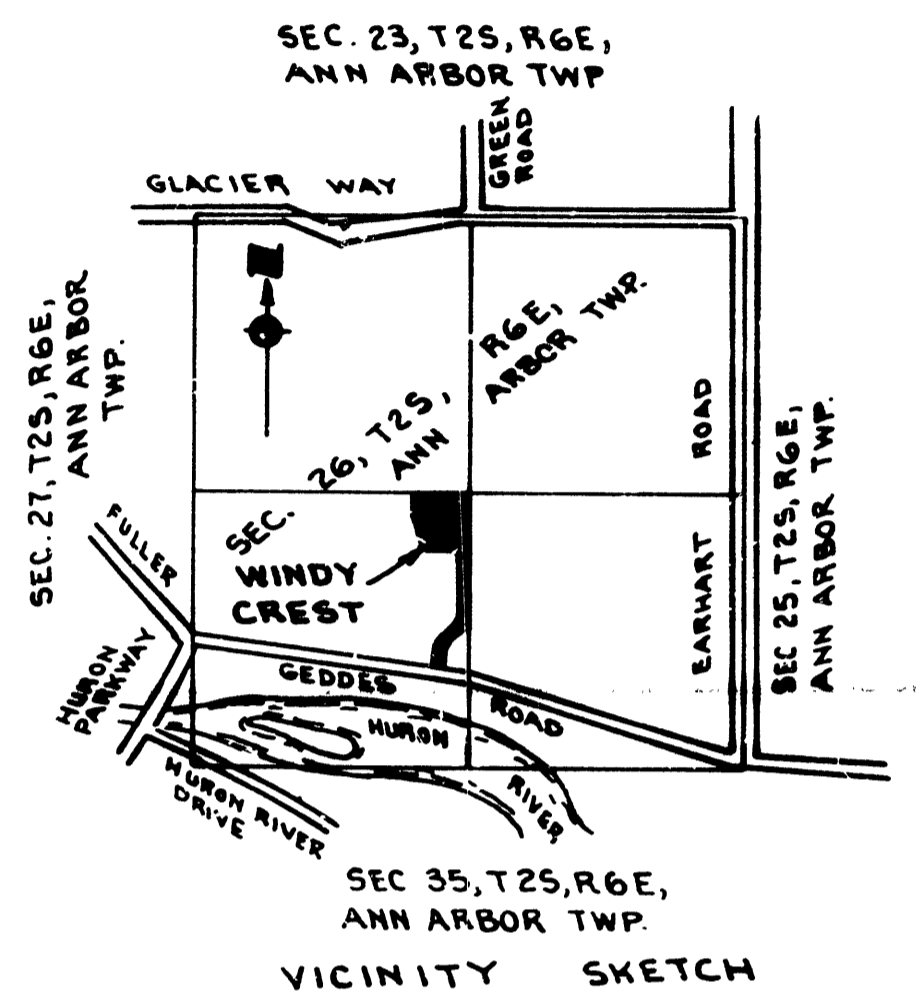 SEC. 23, T2S, R6E,
ANN ARBOR TWP
GREEN
ROAD
GLACIER WAY
N
SEC. 27, T2S, R6E,
ANN ARBOR
TWP.
SEC. 26, T2S, R6E,
ANN ARBOR TWP.
ROAD
EARHART
SEC 25, T2S, R6E,
ANN ARBOR TWP.
FULLER
WINDY
CREST
HURON
PARKWAY
GEDDES
ROAD
HURON
RIVER
HURON RIVER
DRIVE
SEC 35, T2S, R6E,
ANN ARBOR TWP.
VICINITY SKETCH